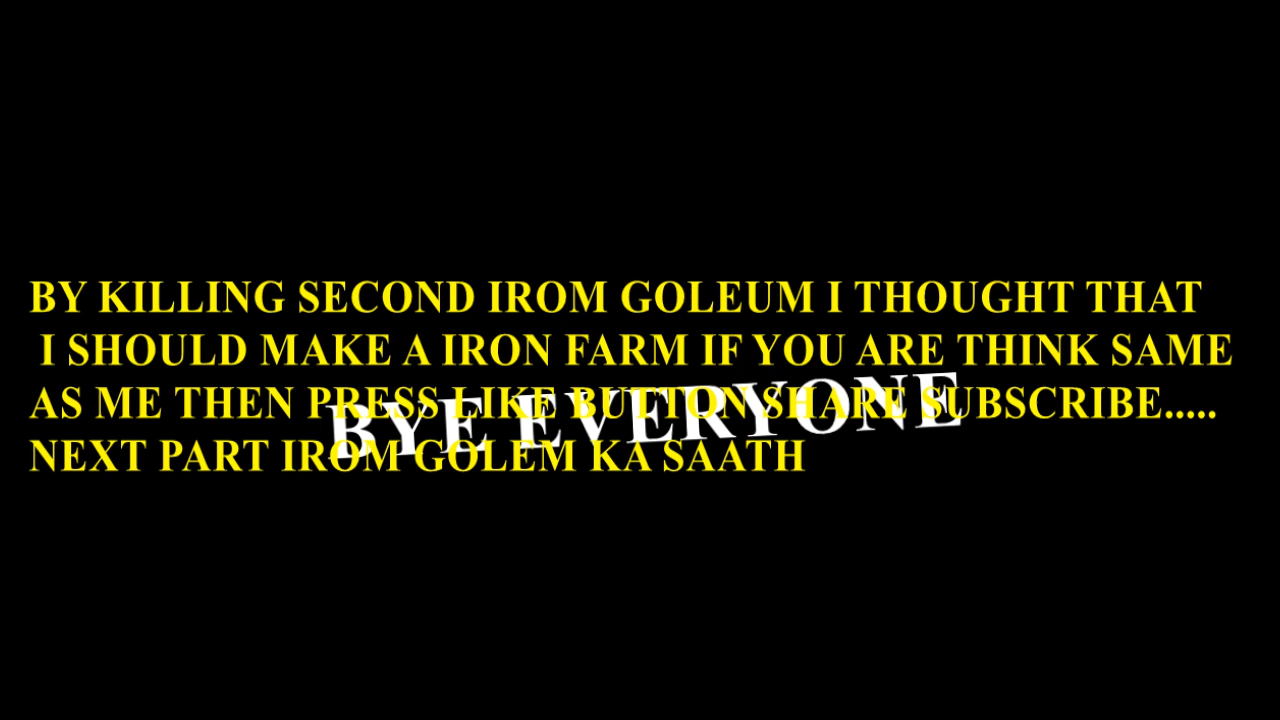 BY KILLING SECOND IROM GOLEUM I THOUGHT THAT
I SHOULD MAKE A IRON FARM IF YOU ARE THINK SAME
AS ME THEN PRESS LIKE BUTTON SHARE SUBSCRIBE.....
BYE EVERYONE
NEXT PART IROM GOLEM KA SAATH